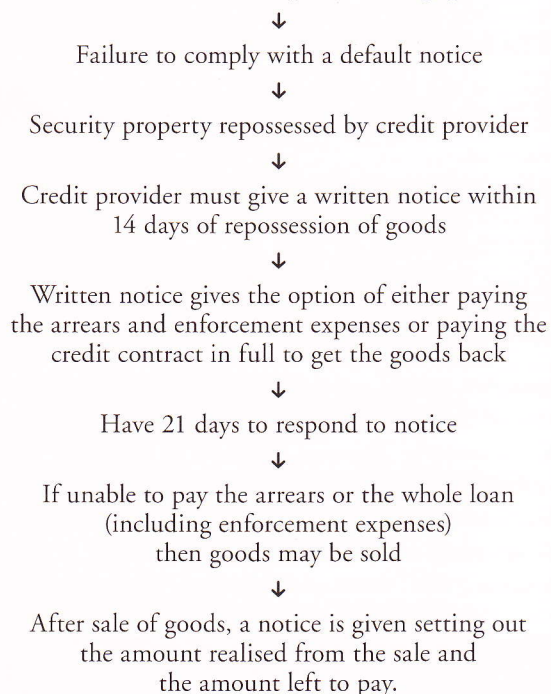 ↓
Failure to comply with a default notice
↓
Security property repossessed by credit provider
↓
Credit provider must give a written notice within
14 days of repossession of goods
↓
Written notice gives the option of either paying
the arrears and enforcement expenses or paying the
credit contract in full to get the goods back
↓
Have 21 days to respond to notice
↓
If unable to pay the arrears or the whole loan
(including enforcement expenses)
then goods may be sold
↓
After sale of goods, a notice is given setting out
the amount realised from the sale and
the amount left to pay.